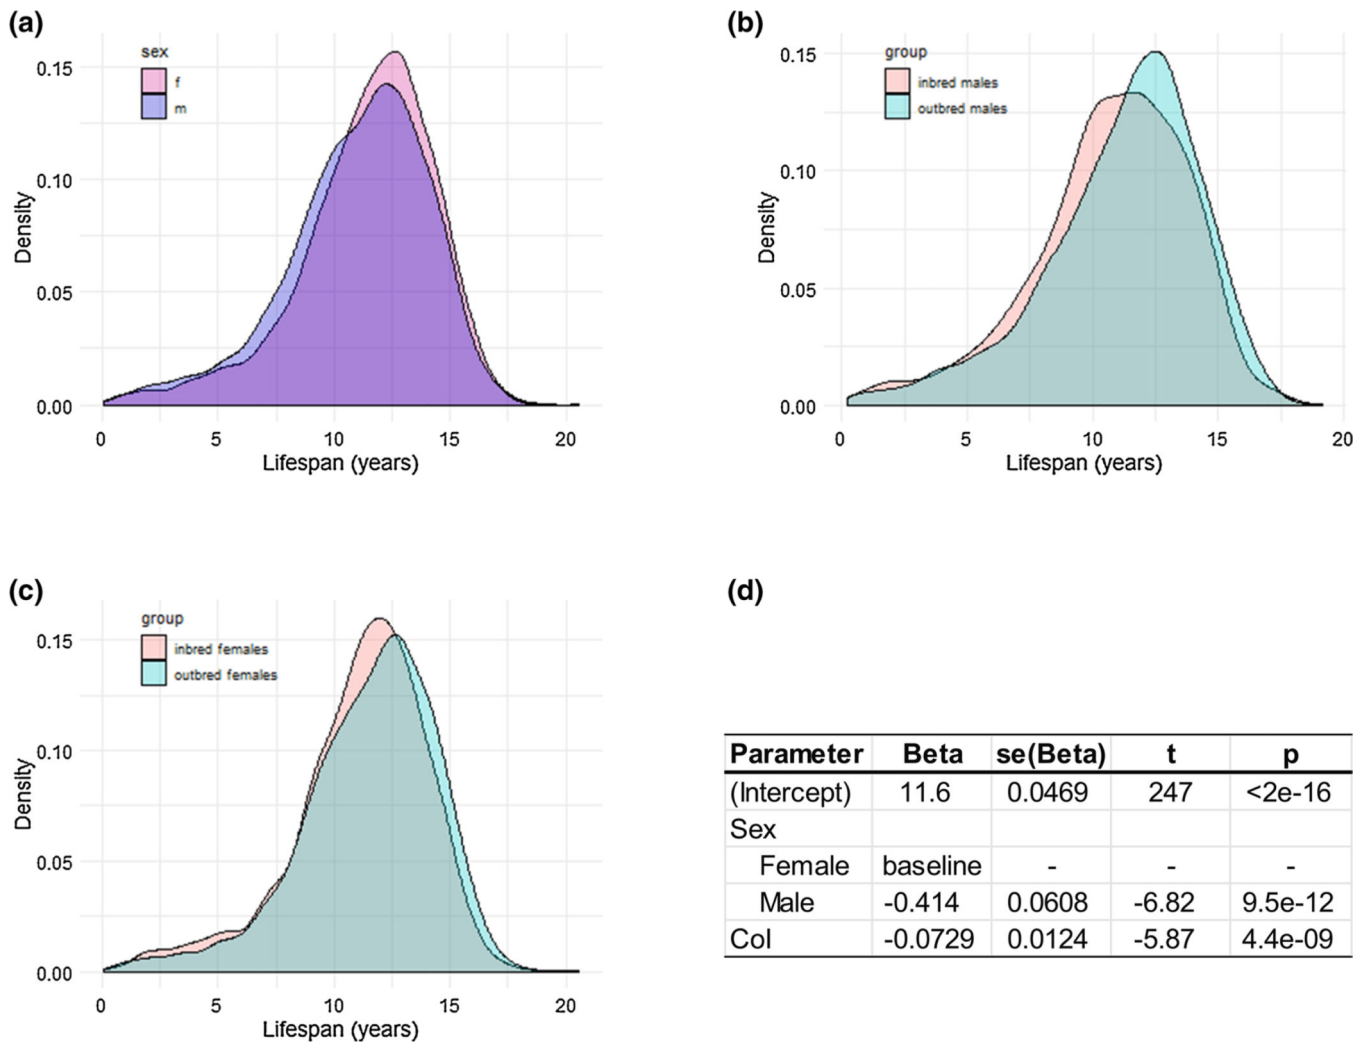 (a)
sex
f
m
0.15
0.10
0.05
0.00
Density
0 5 10 15 20
Lifespan (years)
(b)
group
inbred males
outbred males
0.15
0.10
0.05
0.00
Density
0 5 10 15 20
Lifespan (years)
(c)
group
inbred females
outbred females
0.15
0.10
0.05
0.00
Density
0 5 10 15 20
Lifespan (years)
(d)
Parameter Beta se(Beta) t p
(Intercept) 11.6 0.0469 247 <2e-16
Sex
Female baseline - - -
Male -0.414 0.0608 -6.82 9.5e-12
CoI -0.0729 0.0124 -5.87 4.4e-09